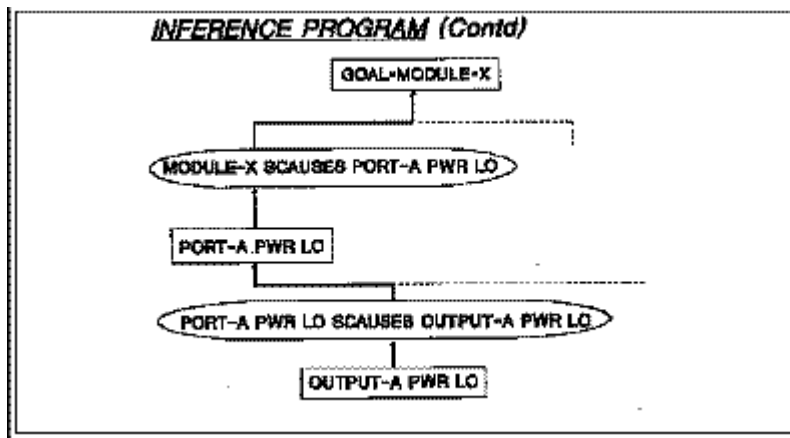 INFERENCE PROGRAM (Contd)
GOAL-MODULE-X
MODULE-X SCAUSES PORT-A PWR LO
PORT-A PWR LO
PORT-A PWR LO SCAUSES OUTPUT-A PWR LO
OUTPUT-A PWR LO